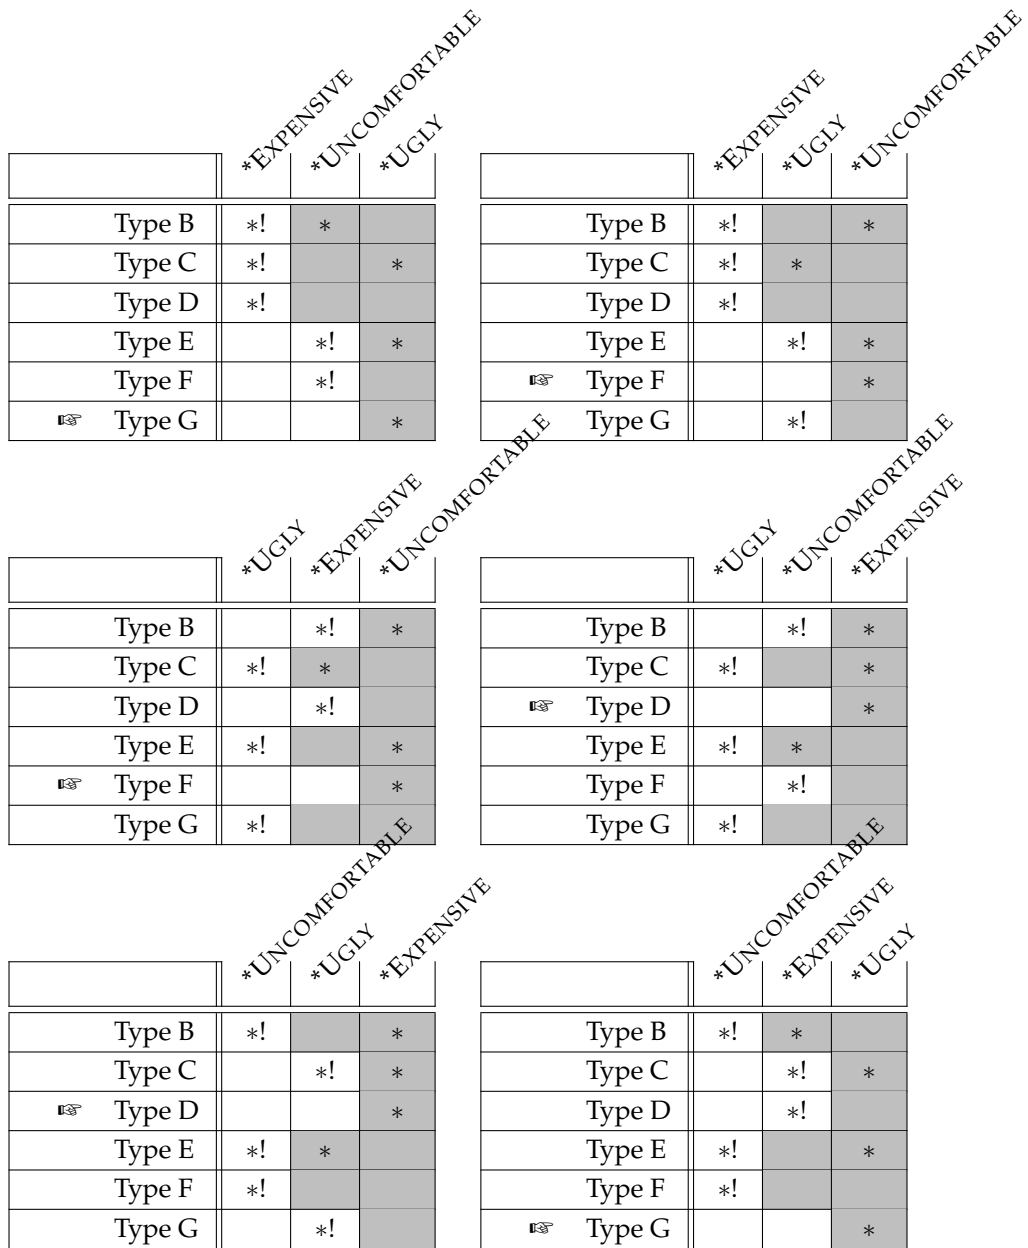 *EXPENSIVE *UNCOMFORTABLE *UGLY
Type B *! *
Type C *! *
Type D *!
Type E *! *
Type F *!
☞ Type G *
*EXPENSIVE *UGLY *UNCOMFORTABLE
Type B *! *
Type C *! *
Type D *!
Type E *! *
☞ Type F *
Type G *!
*UGLY *EXPENSIVE *UNCOMFORTABLE
Type B *! *
Type C *! *
Type D *!
Type E *! *
☞ Type F *
Type G *!
*UGLY *UNCOMFORTABLE *EXPENSIVE
Type B *! *
Type C *! *
☞ Type D *
Type E *! *
Type F *!
Type G *!
*UNCOMFORTABLE *UGLY *EXPENSIVE
Type B *! *
Type C *! *
☞ Type D *
Type E *! *
Type F *!
Type G *!
*UNCOMFORTABLE *EXPENSIVE *UGLY
Type B *! *
Type C *! *
Type D *!
Type E *! *
Type F *!
☞ Type G *